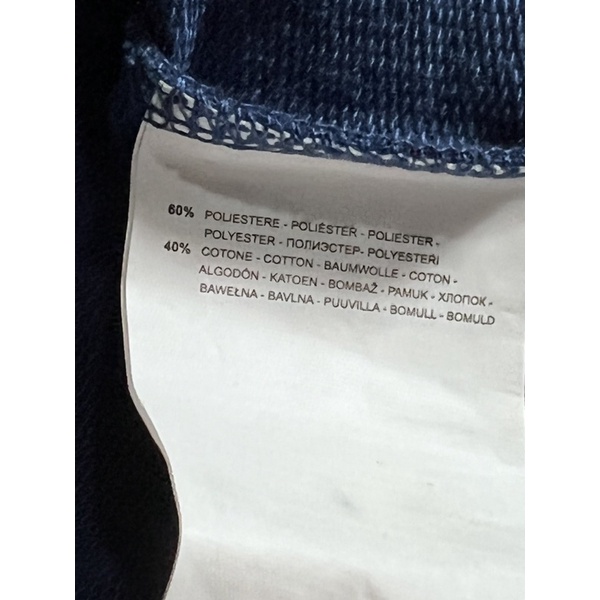 60% POLIESTERE - POLIÉSTER - POLIESTER -
POLYESTER - ПОЛИЭСТЕР- POLYESTERİ
40% COTONE - COTTON - BAUMWOLLE - COTON -
ALGODÓN - KATOEN - BOMBAŽ - PAMUK - ХЛОПОК -
BAWEŁNA - BAVLNA - PUUVILLA - BOMULL - BOMULD